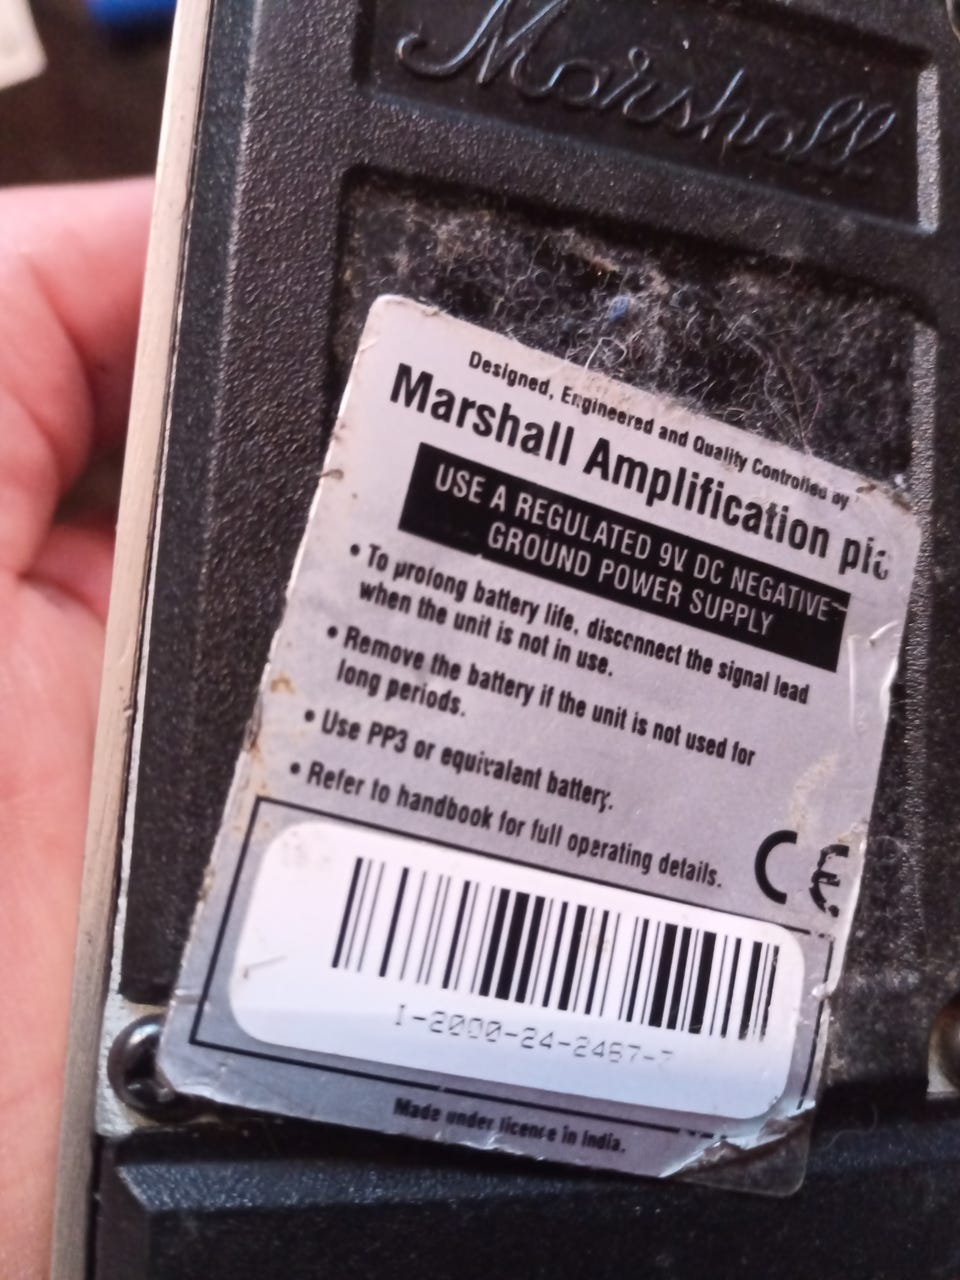 Marshall
Designed, Engineered and Quality Controlled by
Marshall Amplification plc
USE A REGULATED 9V DC NEGATIVE
GROUND POWER SUPPLY
• To prolong battery life, disconnect the signal lead
when the unit is not in use.
• Remove the battery if the unit is not used for
long periods.
• Use PP3 or equivalent battery.
• Refer to handbook for full operating details.
CE
I-2000-24-2467-7
Made under licence in India.